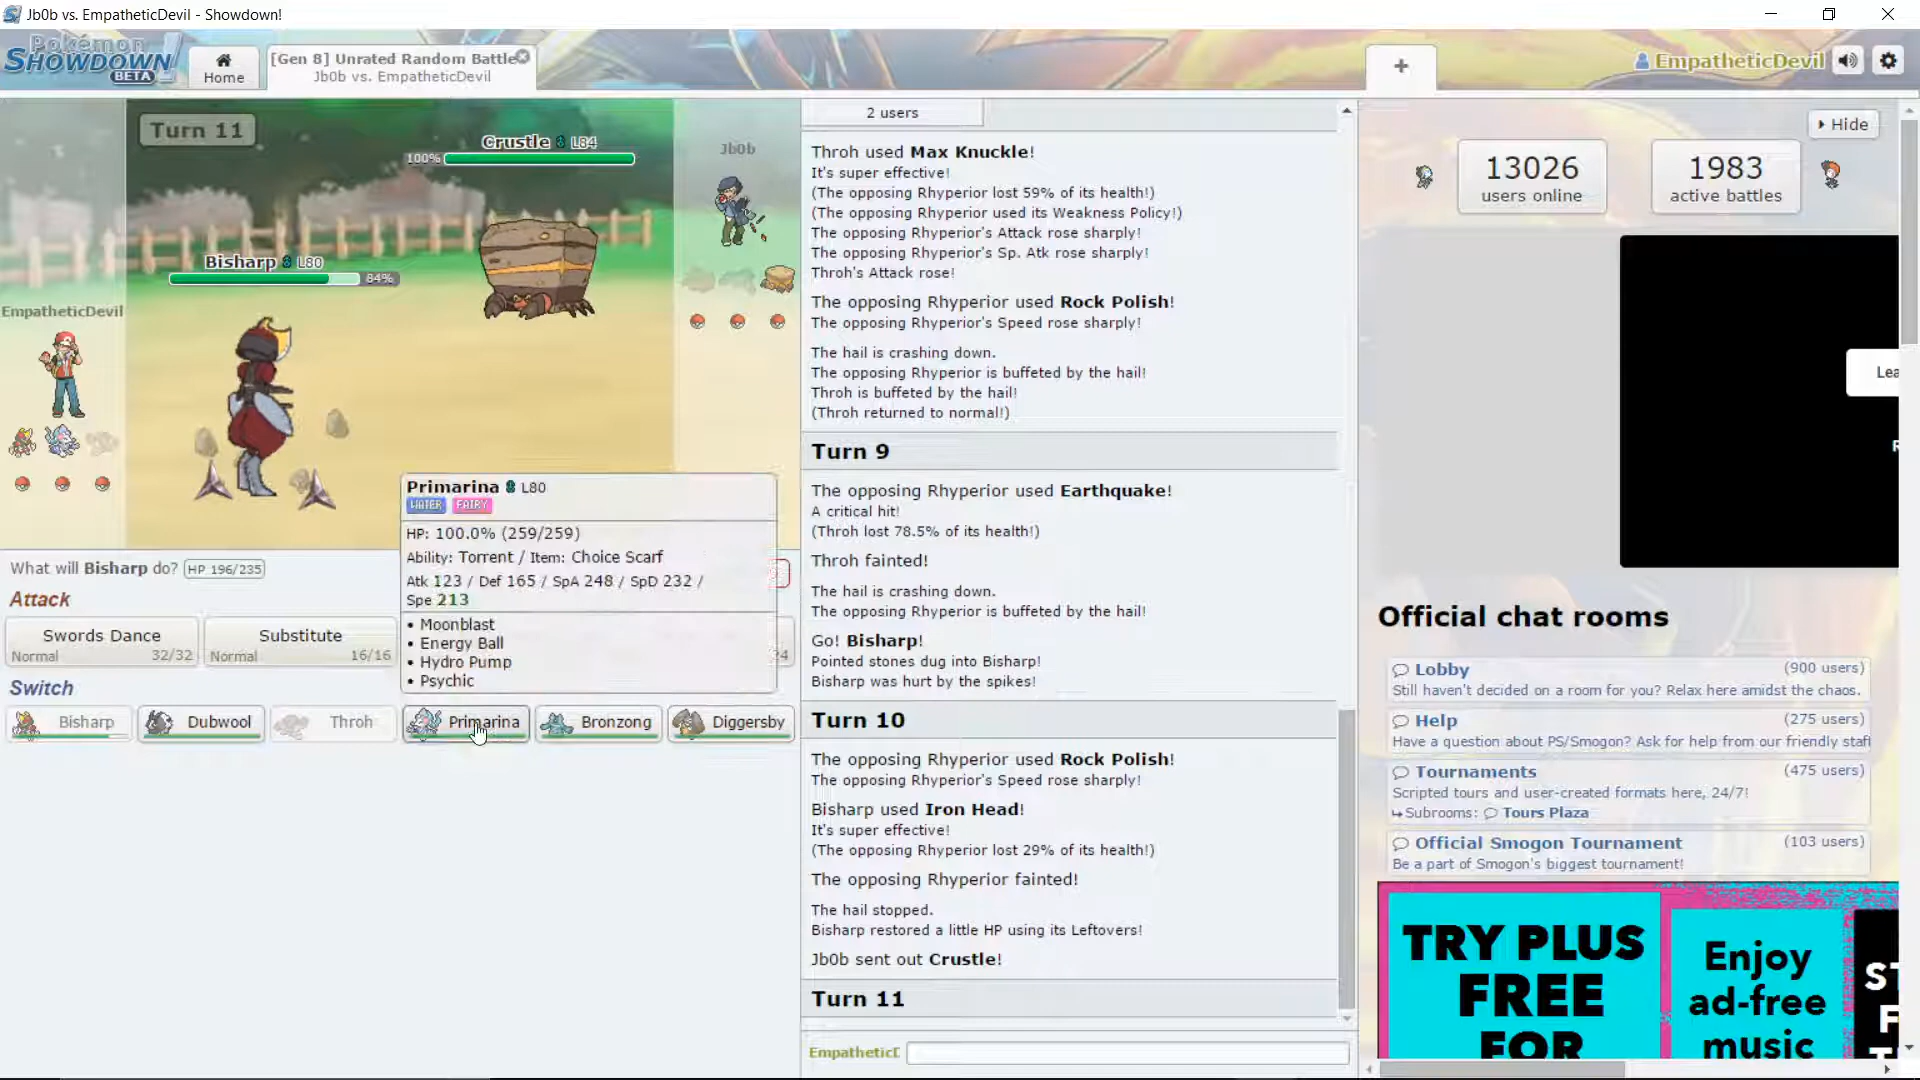 Jb0b vs. EmpatheticDevil - Showdown!
Pokémon
SHOWDOWN!
BETA
Home
[Gen 8] Unrated Random Battle
Jb0b vs. EmpatheticDevil
+
EmpatheticDevil
Turn 11
Crustle L84
100%
Bisharp L80
84%
EmpatheticDevil
Jb0b
Primarina L80
WATER FAIRY
HP: 100.0% (259/259)
Ability: Torrent / Item: Choice Scarf
Atk 123 / Def 165 / SpA 248 / SpD 232 /
Spe 213
• Moonblast
• Energy Ball
• Hydro Pump
• Psychic
What will Bisharp do? HP 196/235
Attack
Swords Dance
Normal 32/32
Substitute
Normal 16/16
Switch
Bisharp
Dubwool
Throh
Primarina
Bronzong
Diggersby
2 users
Throh used Max Knuckle!
It's super effective!
(The opposing Rhyperior lost 59% of its health!)
(The opposing Rhyperior used its Weakness Policy!)
The opposing Rhyperior's Attack rose sharply!
The opposing Rhyperior's Sp. Atk rose sharply!
Throh's Attack rose!
The opposing Rhyperior used Rock Polish!
The opposing Rhyperior's Speed rose sharply!
The hail is crashing down.
The opposing Rhyperior is buffeted by the hail!
Throh is buffeted by the hail!
(Throh returned to normal!)
Turn 9
The opposing Rhyperior used Earthquake!
A critical hit!
(Throh lost 78.5% of its health!)
Throh fainted!
The hail is crashing down.
The opposing Rhyperior is buffeted by the hail!
Go! Bisharp!
Pointed stones dug into Bisharp!
Bisharp was hurt by the spikes!
Turn 10
The opposing Rhyperior used Rock Polish!
The opposing Rhyperior's Speed rose sharply!
Bisharp used Iron Head!
It's super effective!
(The opposing Rhyperior lost 29% of its health!)
The opposing Rhyperior fainted!
The hail stopped.
Bisharp restored a little HP using its Leftovers!
Jb0b sent out Crustle!
Turn 11
Hide
13026
users online
1983
active battles
Lea
Official chat rooms
Lobby (900 users)
Still haven't decided on a room for you? Relax here amidst the chaos.
Help (275 users)
Have a question about PS/Smogon? Ask for help from our friendly staf
Tournaments (475 users)
Scripted tours and user-created formats here, 24/7!
Subrooms: Tours Plaza
Official Smogon Tournament (103 users)
Be a part of Smogon's biggest tournament!
TRY PLUS
FREE
FOR
Enjoy
ad-free
music